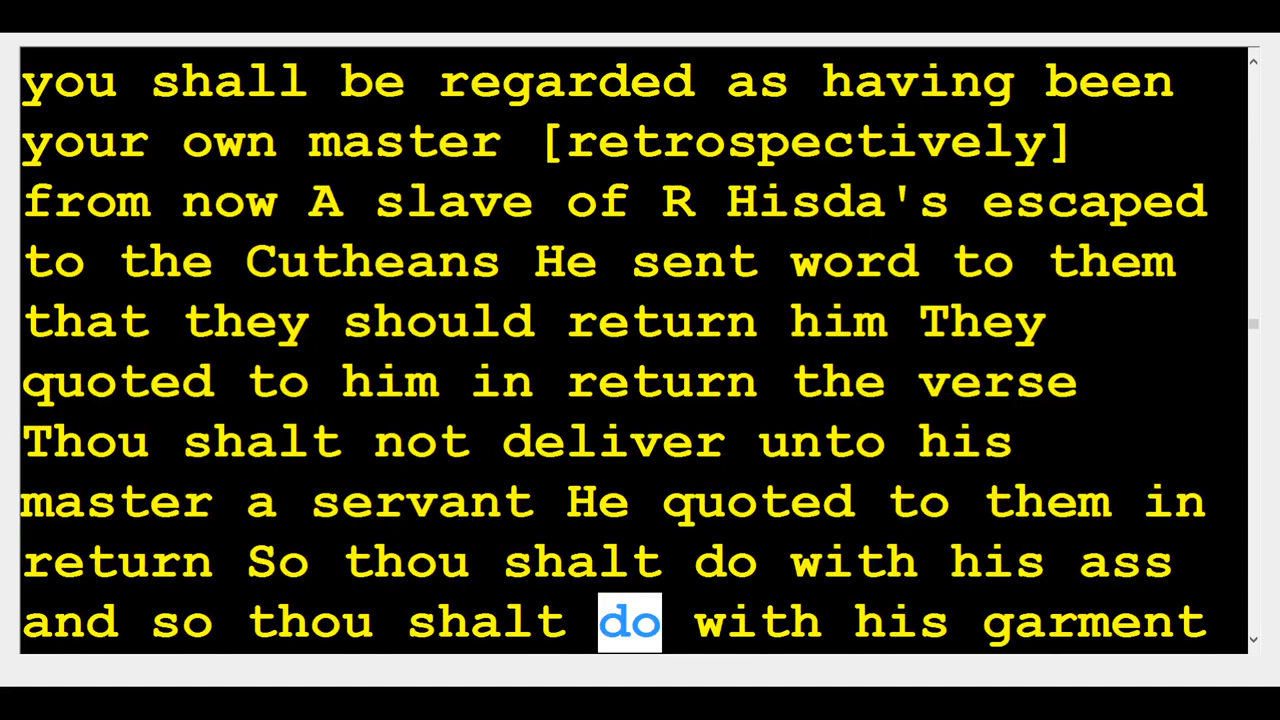 you shall be regarded as having been
your own master [retrospectively]
from now A slave of R Hisda's escaped
to the Cutheans He sent word to them
that they should return him They
quoted to him in return the verse
Thou shalt not deliver unto his
master a servant He quoted to them in
return So thou shalt do with his ass
and so thou shalt do with his garment